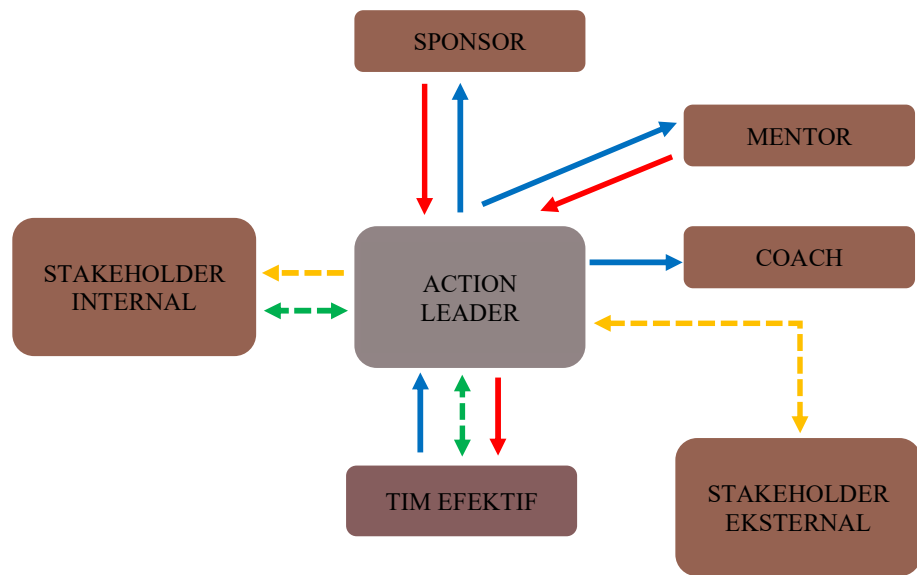 SPONSOR
MENTOR
STAKEHOLDER
INTERNAL
ACTION
LEADER
COACH
TIM EFEKTIF
STAKEHOLDER
EKSTERNAL